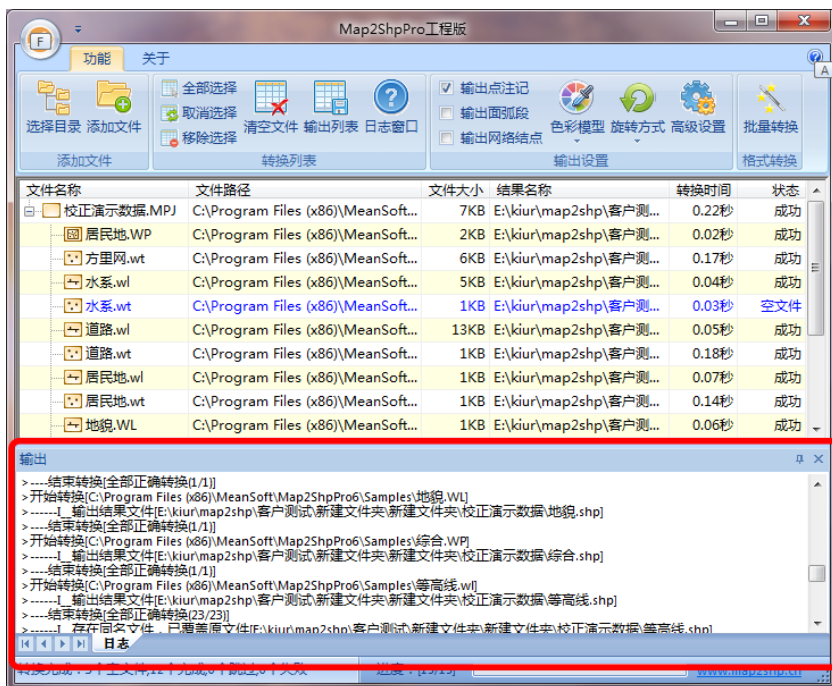 Map2ShpPro工程版
F
功能 关于
A
选择目录 添加文件 全部选择 取消选择 移除选择 清空文件 输出列表 日志窗口 输出点注记 输出面弧段 输出网络结点 色彩模型 旋转方式 高级设置 批量转换
添加文件 转换列表 输出设置 格式转换
文件名称 文件路径 文件大小 结果名称 转换时间 状态
校正演示数据.MPJ C:\Program Files (x86)\MeanSoft... 7KB E:\kiur\map2shp\客户测... 0.22秒 成功
居民地.WP C:\Program Files (x86)\MeanSoft... 2KB E:\kiur\map2shp\客户测... 0.02秒 成功
方里网.wt C:\Program Files (x86)\MeanSoft... 6KB E:\kiur\map2shp\客户测... 0.17秒 成功
水系.wl C:\Program Files (x86)\MeanSoft... 5KB E:\kiur\map2shp\客户测... 0.04秒 成功
水系.wt C:\Program Files (x86)\MeanSoft... 1KB E:\kiur\map2shp\客户测... 0.03秒 空文件
道路.wl C:\Program Files (x86)\MeanSoft... 13KB E:\kiur\map2shp\客户测... 0.05秒 成功
道路.wt C:\Program Files (x86)\MeanSoft... 1KB E:\kiur\map2shp\客户测... 0.18秒 成功
居民地.wl C:\Program Files (x86)\MeanSoft... 1KB E:\kiur\map2shp\客户测... 0.07秒 成功
居民地.wt C:\Program Files (x86)\MeanSoft... 1KB E:\kiur\map2shp\客户测... 0.14秒 成功
地貌.WL C:\Program Files (x86)\MeanSoft... 1KB E:\kiur\map2shp\客户测... 0.06秒 成功
输出
>----结束转换[全部正确转换(1/1)]
>开始转换[C:\Program Files (x86)\MeanSoft\Map2ShpPro6\Samples\地貌.WL]
>------I__输出结果文件[E:\kiur\map2shp\客户测试\新建文件夹\新建文件夹\校正演示数据\地貌.shp]
>----结束转换[全部正确转换(1/1)]
>开始转换[C:\Program Files (x86)\MeanSoft\Map2ShpPro6\Samples\综合.WP]
>------I__输出结果文件[E:\kiur\map2shp\客户测试\新建文件夹\新建文件夹\校正演示数据\综合.shp]
>----结束转换[全部正确转换(1/1)]
>开始转换[C:\Program Files (x86)\MeanSoft\Map2ShpPro6\Samples\等高线.wl]
>------I__输出结果文件[E:\kiur\map2shp\客户测试\新建文件夹\新建文件夹\校正演示数据\等高线.shp]
>----结束转换[全部正确转换(23/23)]
>------I__存在同名文件，已覆盖原文件[E:\kiur\map2shp\客户测试\新建文件夹\新建文件夹\校正演示数据\等高线.shp]
日志
www.map2shp.cn